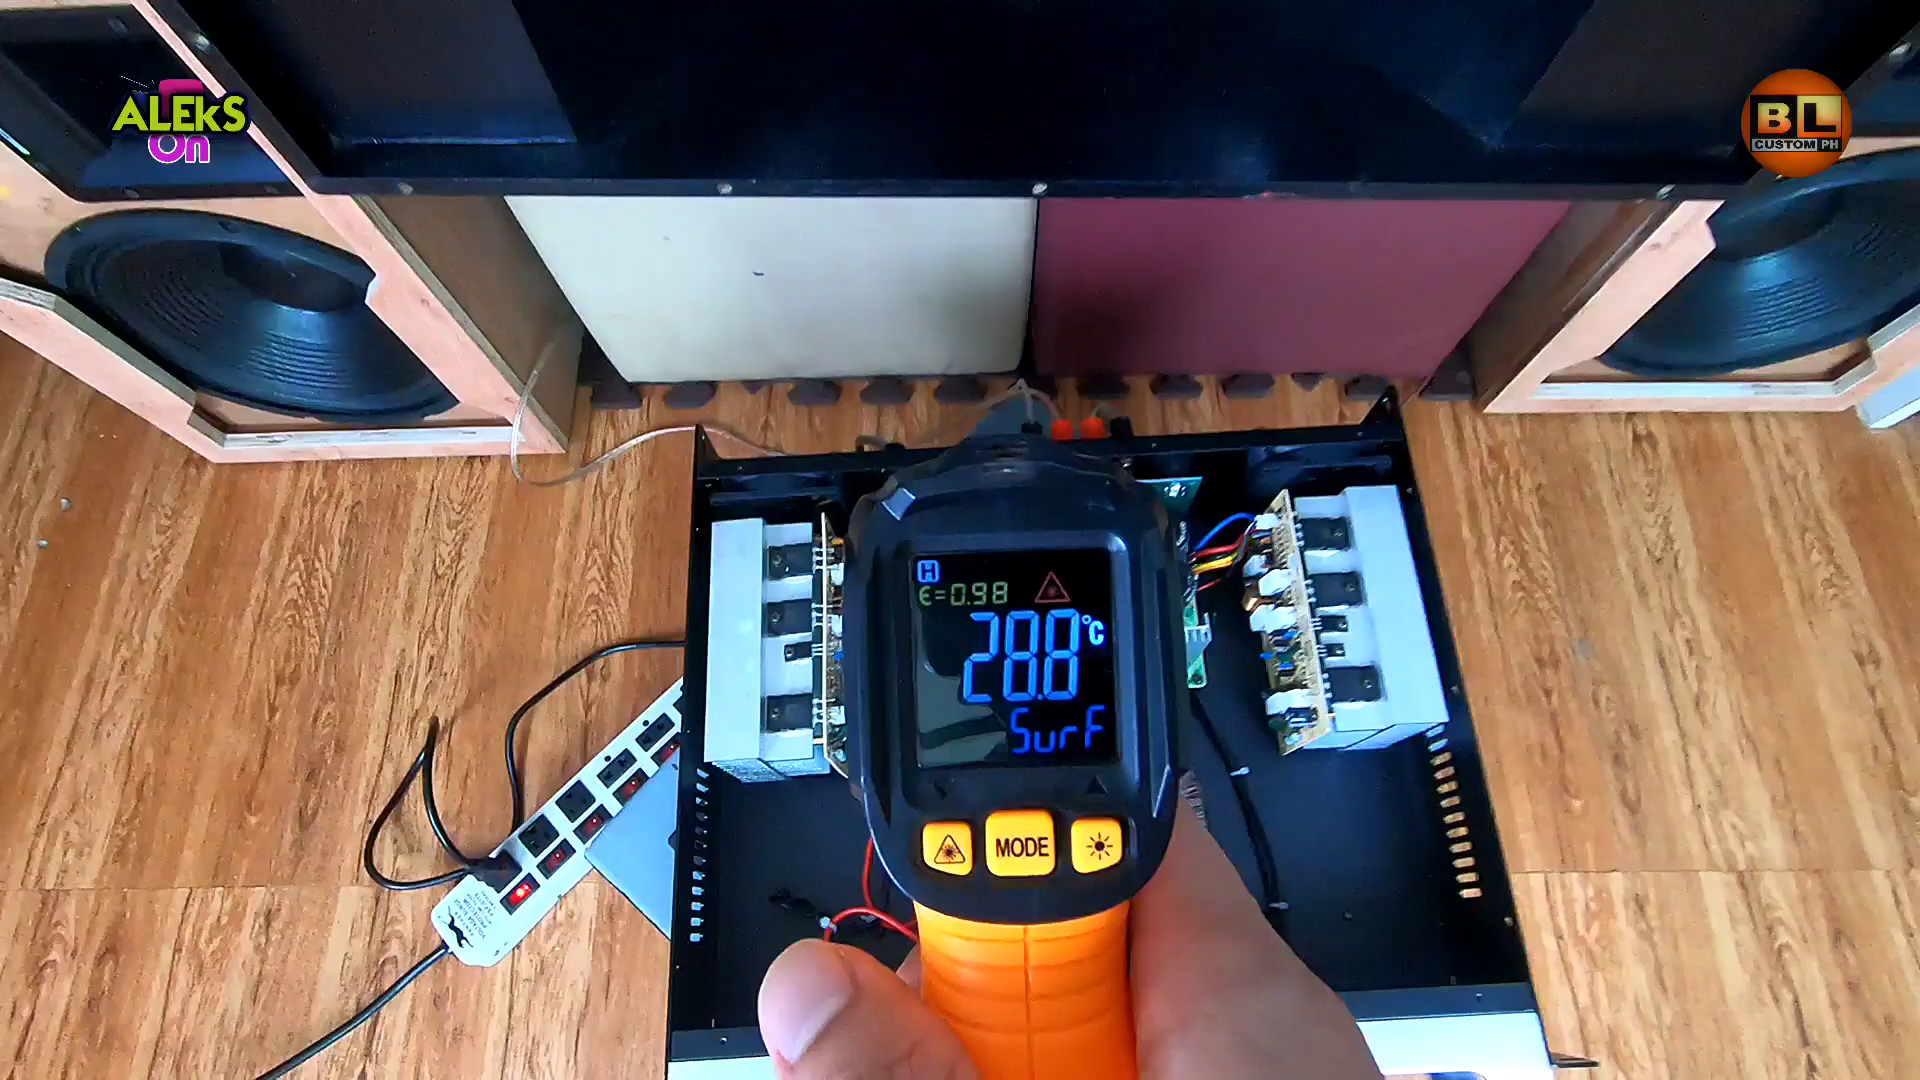 ALEKS
On
BL
CUSTOM PH
H
ε=0.98
28.8°C
Surf
MODE